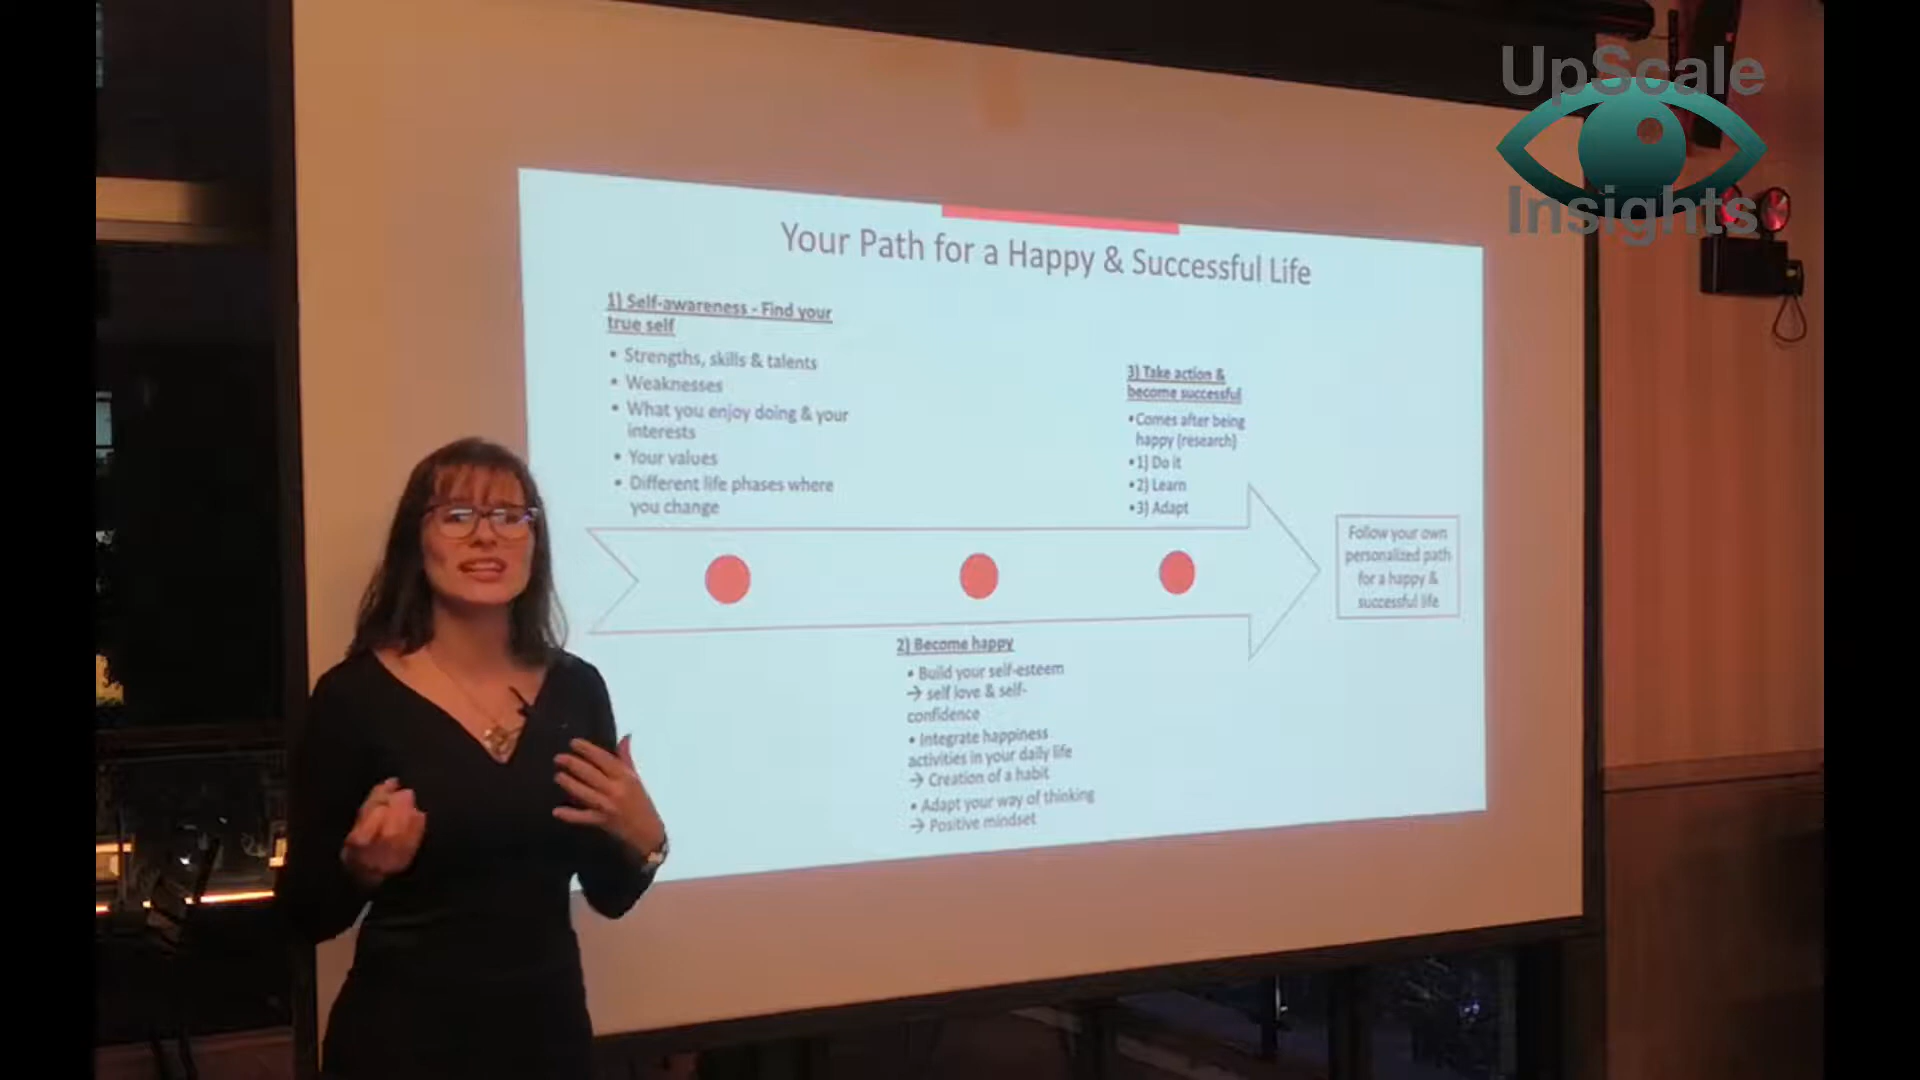 UpScale
Insights
Your Path for a Happy & Successful Life
1) Self-awareness - Find your
true self
• Strengths, skills & talents
• Weaknesses
• What you enjoy doing & your
interests
• Your values
• Different life phases where
you change
3) Take action &
become successful
• Comes after being
happy (research)
• 1) Do it
• 2) Learn
• 3) Adapt
Follow your own
personalized path
for a happy &
successful life
2) Become happy
• Build your self-esteem
→ self love & self-
confidence
• Integrate happiness
activities in your daily life
→ Creation of a habit
• Adapt your way of thinking
→ Positive mindset